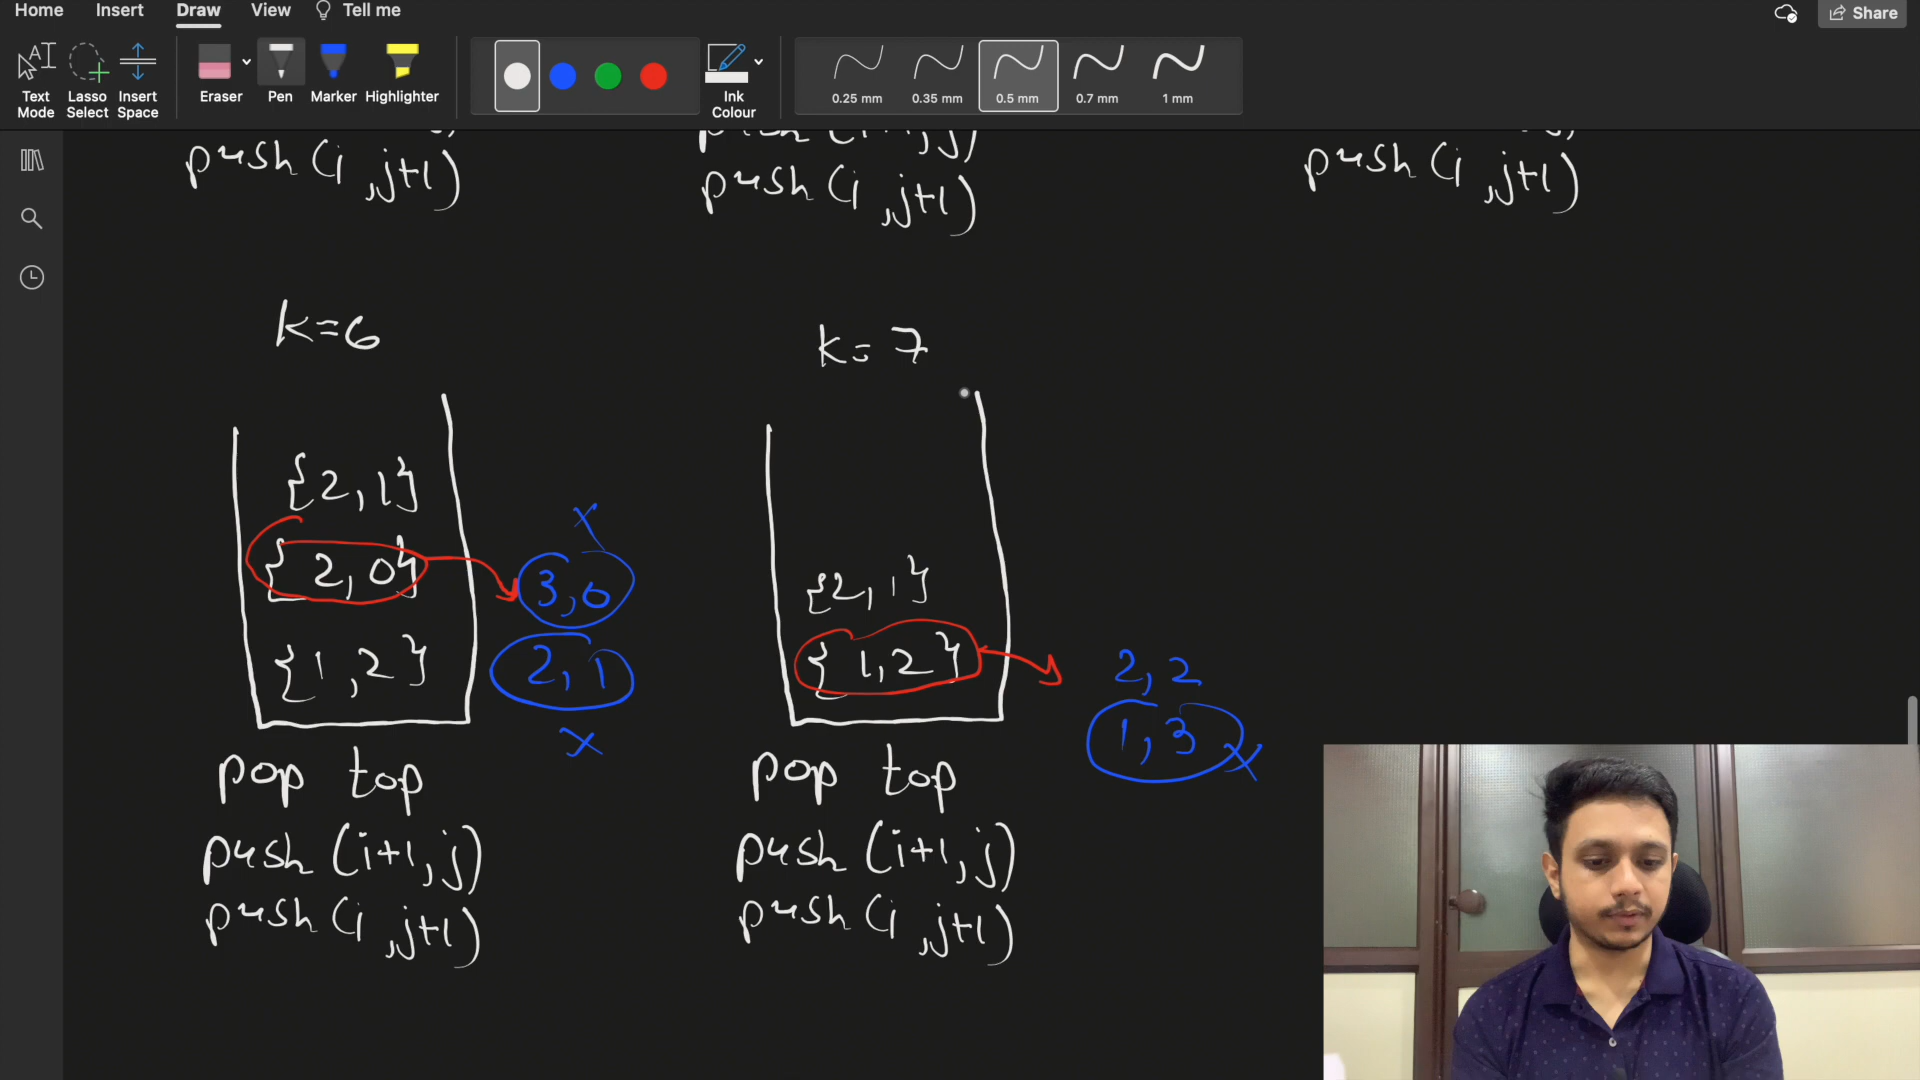 Home Insert Draw View Tell me
Share
Text Mode
Lasso Select
Insert Space
Eraser
Pen
Marker
Highlighter
Ink Colour
0.25 mm
0.35 mm
0.5 mm
0.7 mm
1 mm
push (i+1, j)
push (i ,j+1)
push (i ,j+1)
push (i ,j+1)
k=6
{2,1}
{2,0}
{1,2}
x
3,0
2,1
x
pop top
push (i+1, j)
push (i ,j+1)
k=7
{2,1}
{1,2}
2,2
1,3 x
pop top
push (i+1, j)
push (i ,j+1)